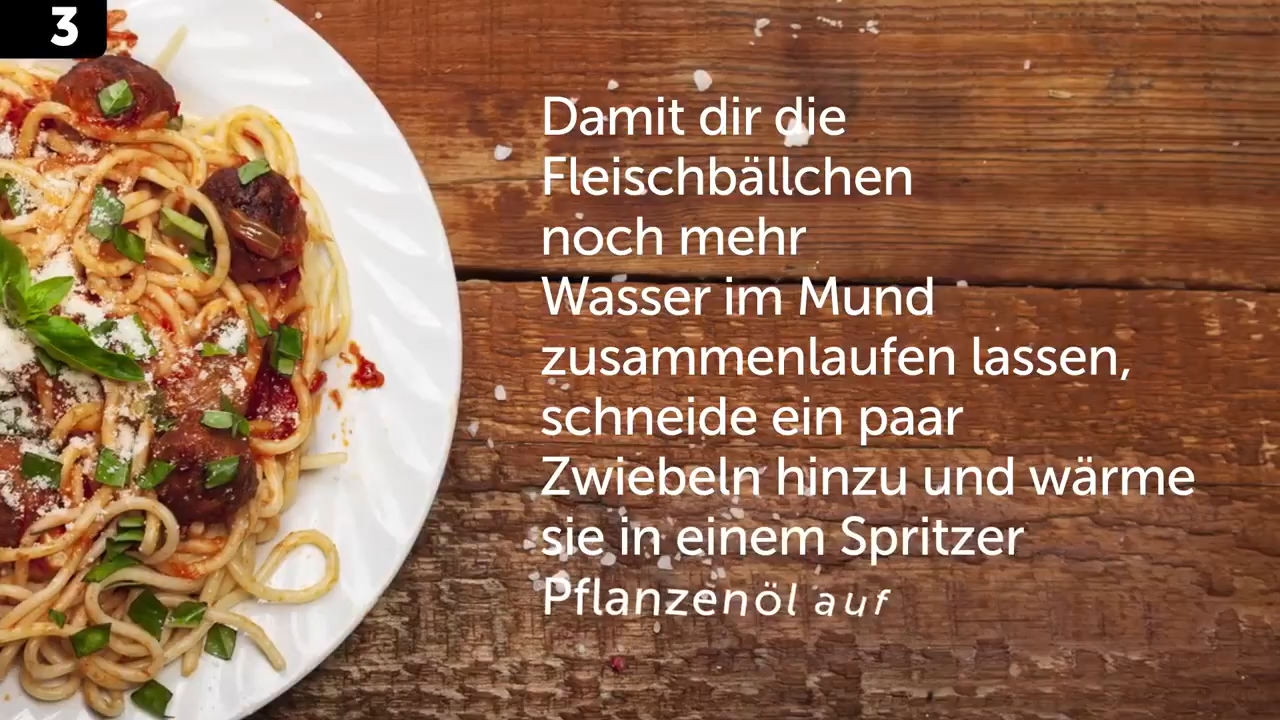 3
Damit dir die
Fleischbällchen
noch mehr
Wasser im Mund
zusammenlaufen lassen,
schneide ein paar
Zwiebeln hinzu und wärme
sie in einem Spritzer
Pflanzenöl auf